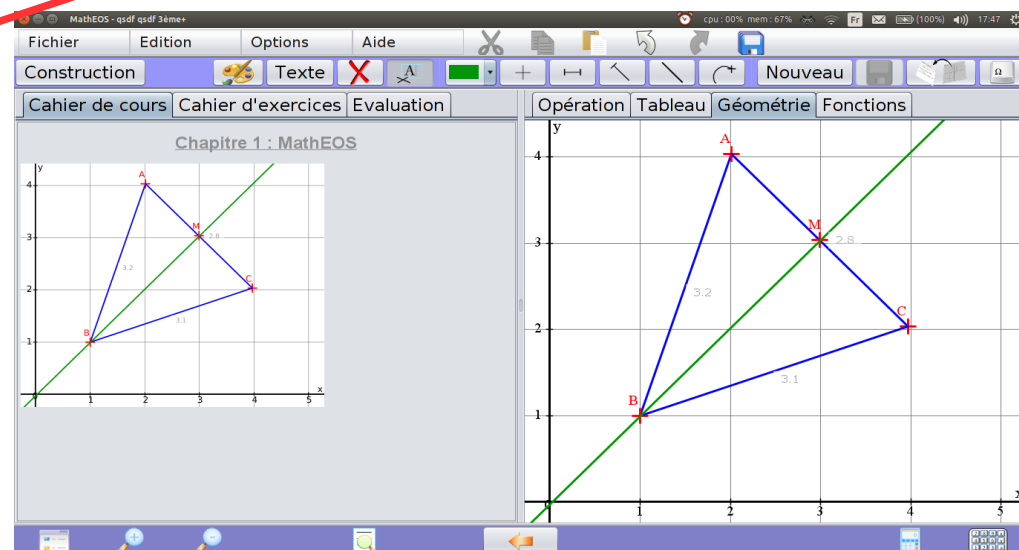 MathEOS - qsdf qsdf 3ème+
cpu : 00% mem : 67%
Fr
(100%)
17:47
Fichier Edition Options Aide
Construction Texte A Nouveau Ω
Cahier de cours Cahier d'exercices Evaluation
Opération Tableau Géométrie Fonctions
Chapitre 1 : MathEOS
y
A
4
M
3
2.8
3.2
C
2
3.1
B
1
x
1 2 3 4 5
y
A
4
M
3
2.8
3.2
C
2
3.1
B
1
x
1 2 3 4 5